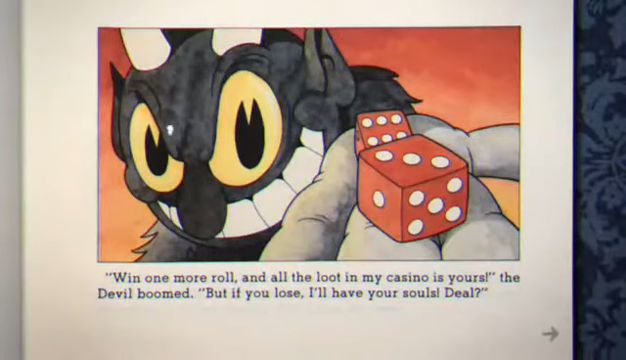 "Win one more roll, and all the loot in my casino is yours!" the
Devil boomed. "But if you lose, I'll have your souls! Deal?"